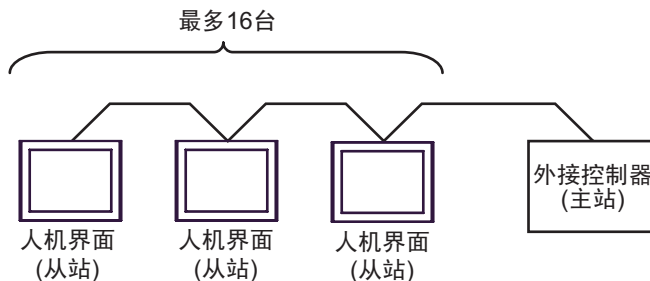 最多16台
人机界面
(从站)
人机界面
(从站)
人机界面
(从站)
外接控制器
(主站)